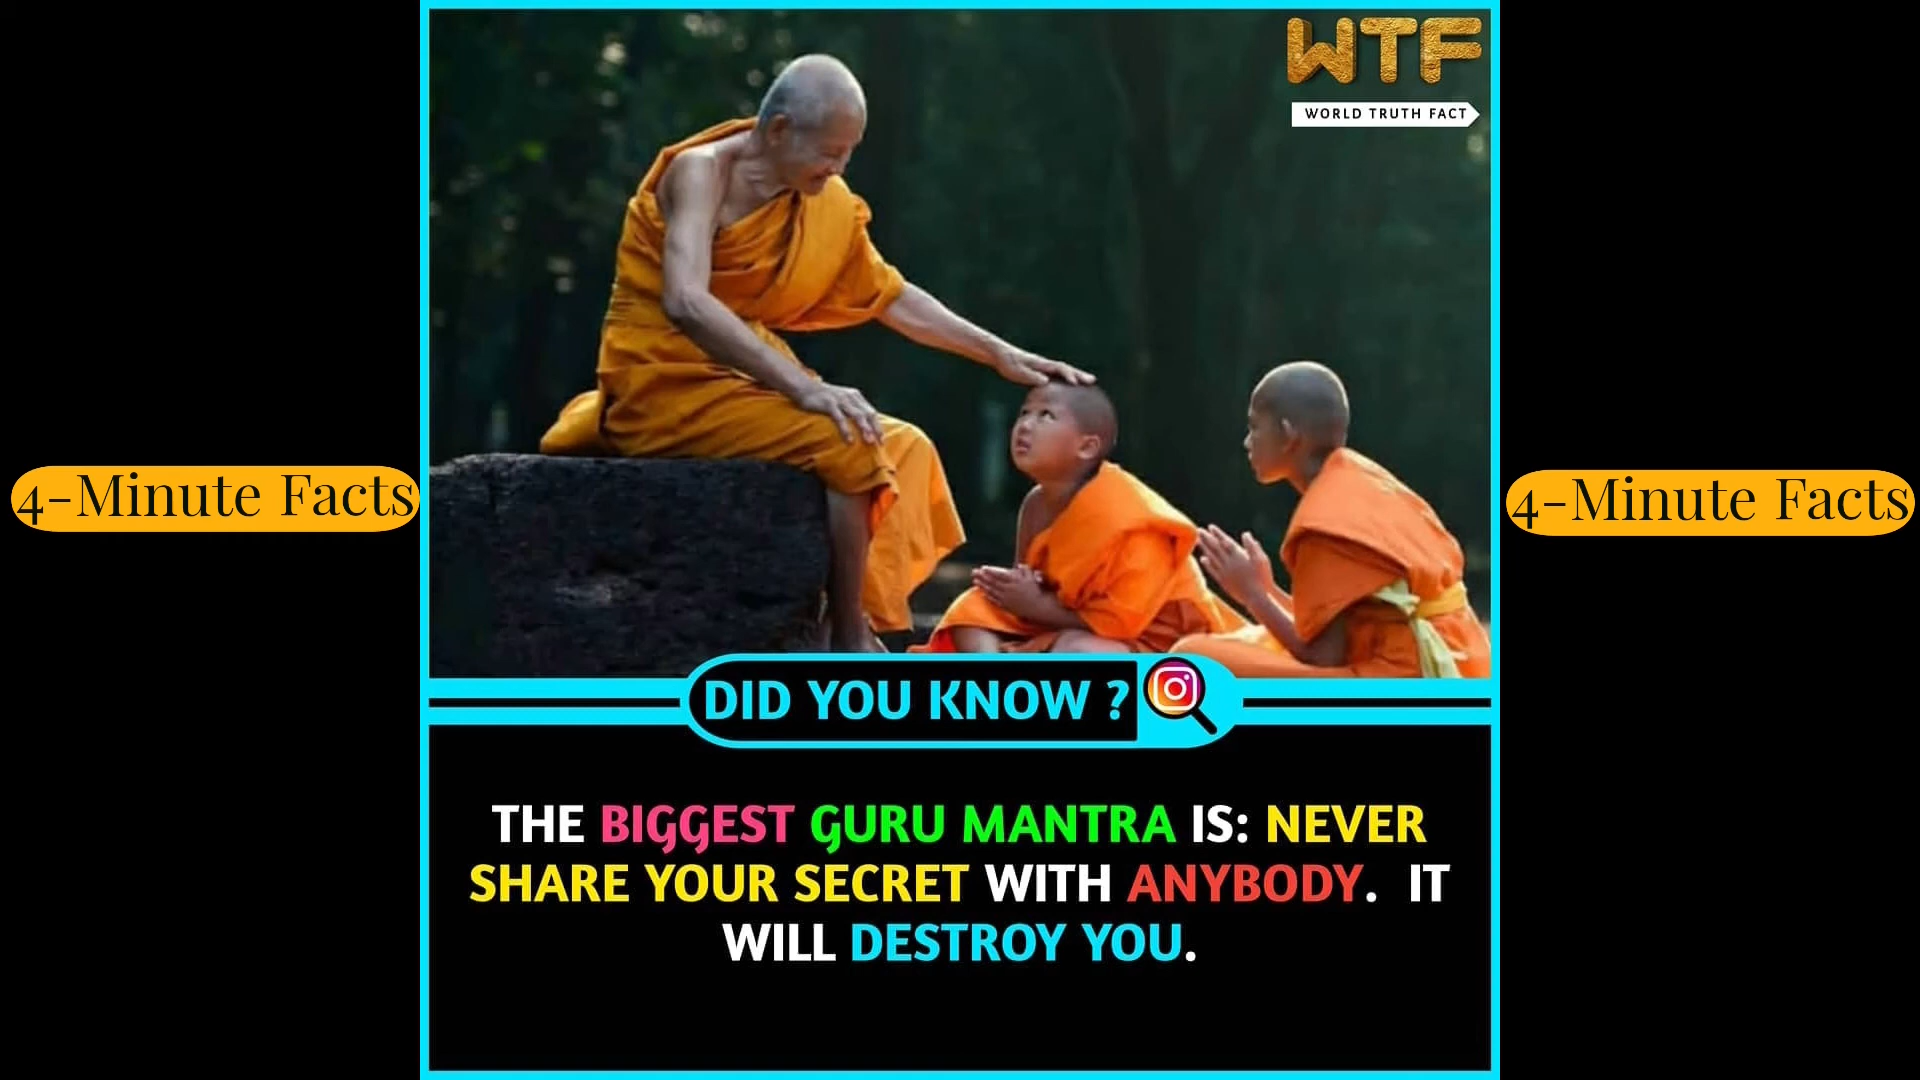 WTF
WORLD TRUTH FACT
4-Minute Facts
4-Minute Facts
DID YOU KNOW ?
THE BIGGEST GURU MANTRA IS: NEVER
SHARE YOUR SECRET WITH ANYBODY. IT
WILL DESTROY YOU.